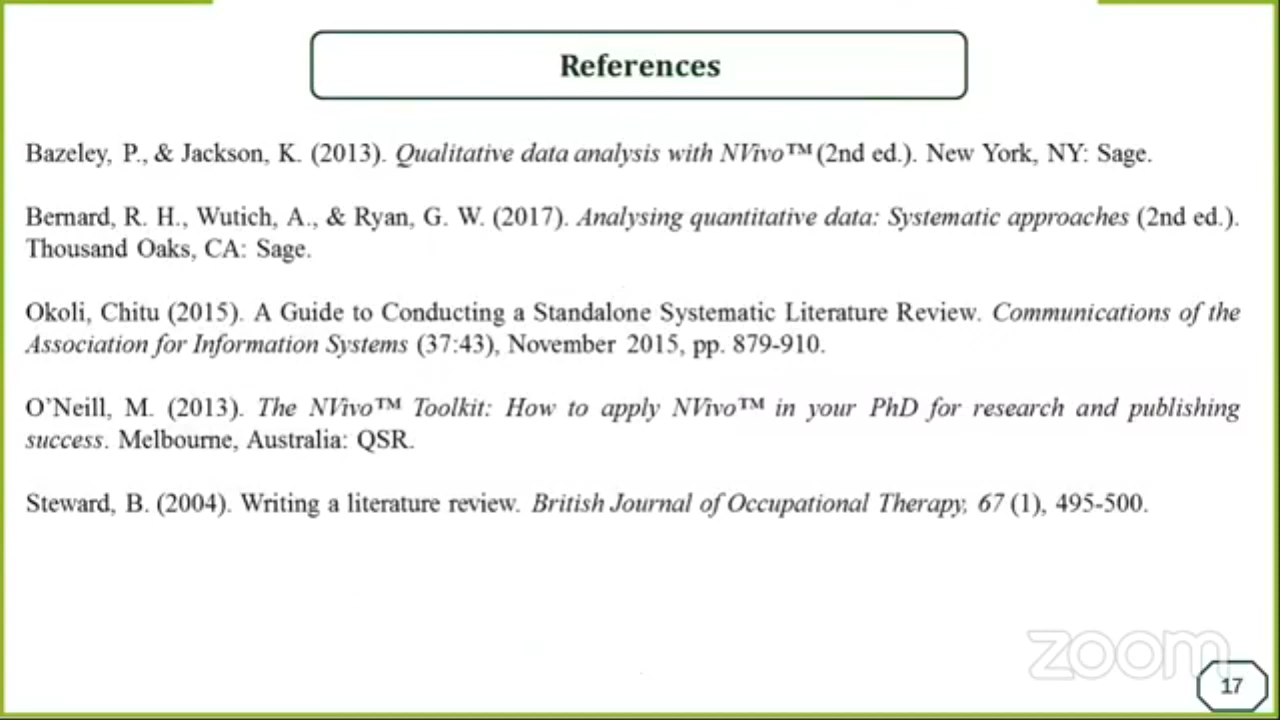 References
Bazeley, P., & Jackson, K. (2013). Qualitative data analysis with NVivo™ (2nd ed.). New York, NY: Sage.
Bernard, R. H., Wutich, A., & Ryan, G. W. (2017). Analysing quantitative data: Systematic approaches (2nd ed.).
Thousand Oaks, CA: Sage.
Okoli, Chitu (2015). A Guide to Conducting a Standalone Systematic Literature Review. Communications of the
Association for Information Systems (37:43), November 2015, pp. 879-910.
O’Neill, M. (2013). The NVivo™ Toolkit: How to apply NVivo™ in your PhD for research and publishing
success. Melbourne, Australia: QSR.
Steward, B. (2004). Writing a literature review. British Journal of Occupational Therapy, 67 (1), 495-500.
zoom
17